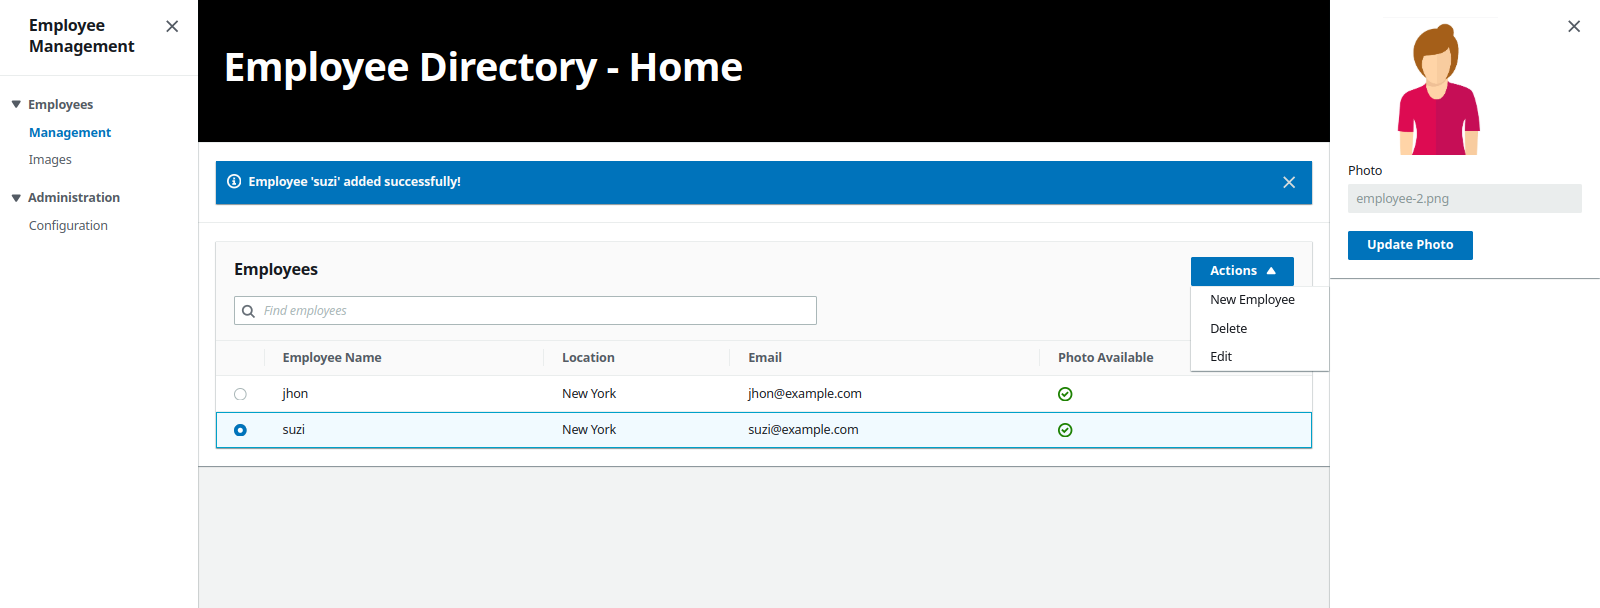 Employee
Management
Employees
Management
Images
Administration
Configuration
Employee Directory - Home
Employee 'suzi' added successfully!
Employees
Actions
New Employee
Delete
Edit
Find employees
Employee Name Location Email Photo Available
jhon New York jhon@example.com
suzi New York suzi@example.com
Photo
employee-2.png
Update Photo